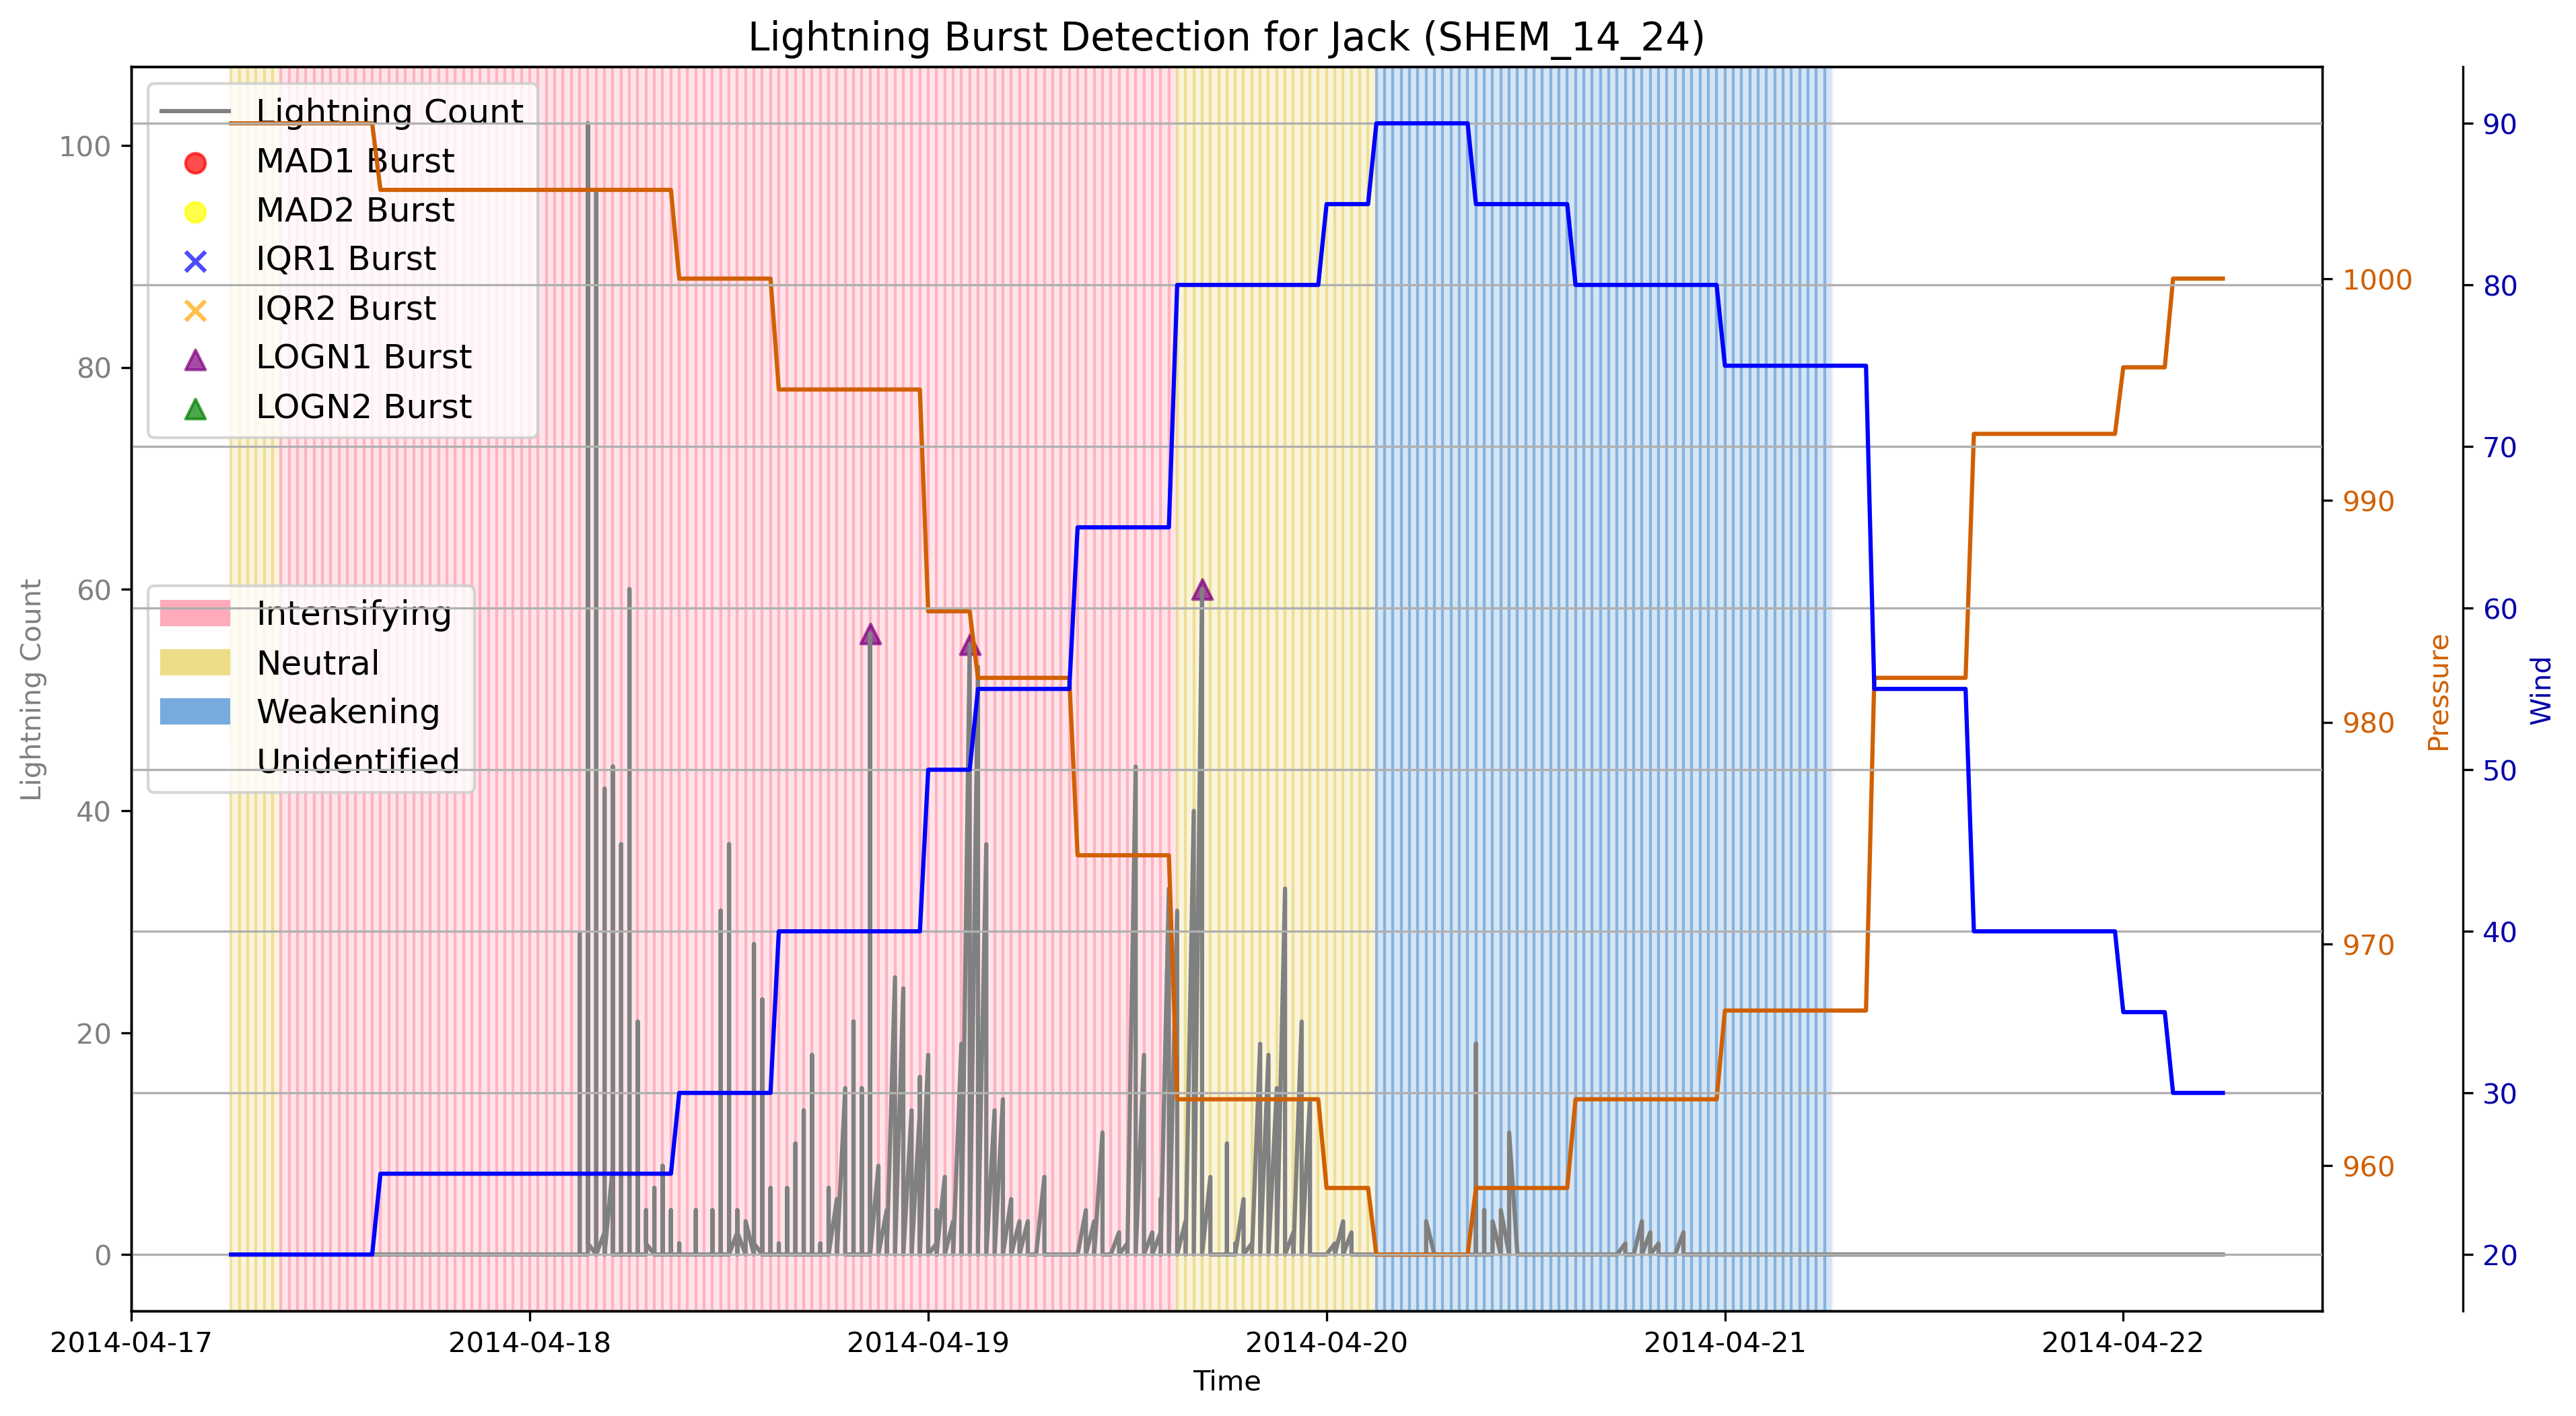 Lightning Burst Detection for Jack (SHEM_14_24)
Lightning Count
MAD1 Burst
MAD2 Burst
IQR1 Burst
IQR2 Burst
LOGN1 Burst
LOGN2 Burst
Intensifying
Neutral
Weakening
Unidentified
Lightning Count
100
80
60
40
20
0
1000
990
980
970
960
Pressure
90
80
70
60
50
40
30
20
Wind
2014-04-17
2014-04-18
2014-04-19
2014-04-20
2014-04-21
2014-04-22
Time